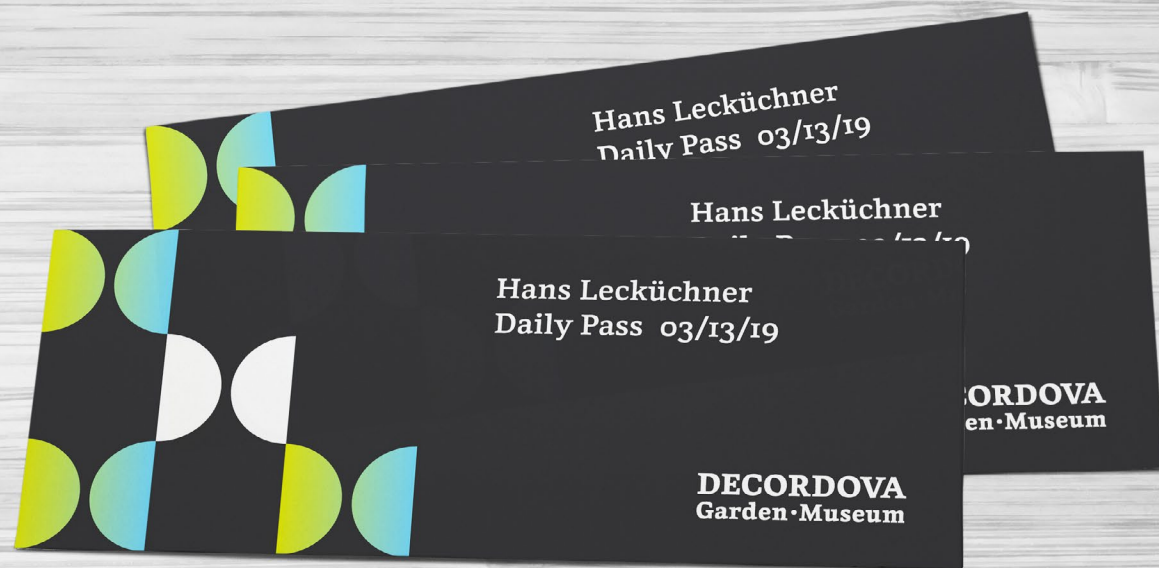 Hans Lecküchner
Daily Pass 03/13/19
Hans Lecküchner
Hans Lecküchner
Daily Pass 03/13/19
DECORDOVA
Garden·Museum